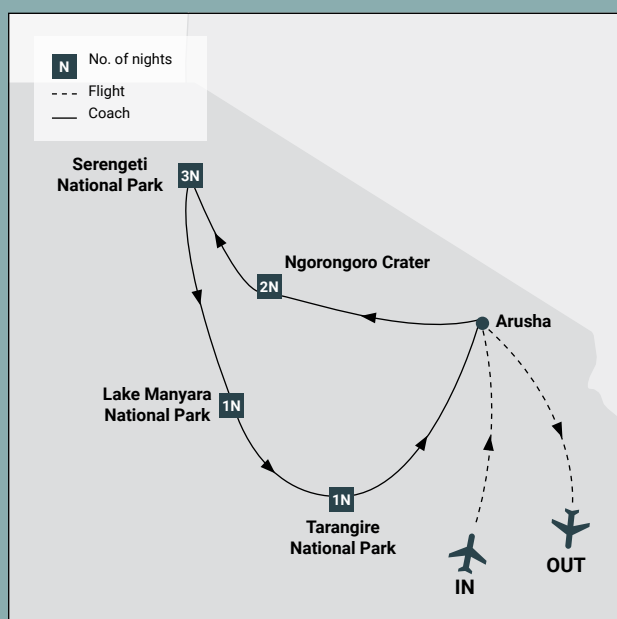 N No. of nights
Flight
Coach
Serengeti
National Park
3N
Ngorongoro Crater
2N
Arusha
Lake Manyara
National Park
1N
1N
Tarangire
National Park
IN
OUT